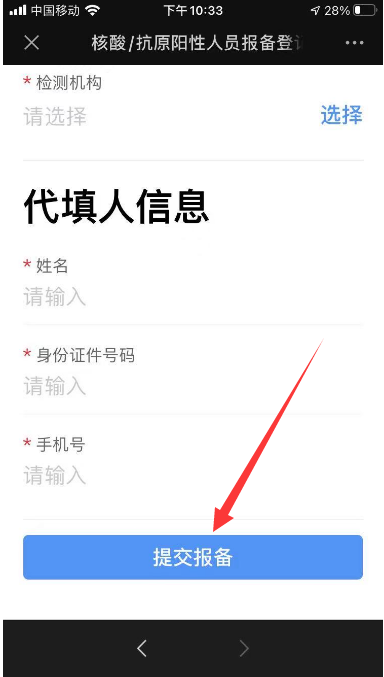 中国移动 下午10:33 28%
核酸/抗原阳性人员报备登
* 检测机构
请选择 选择
代填人信息
* 姓名
请输入
* 身份证件号码
请输入
* 手机号
请输入
提交报备